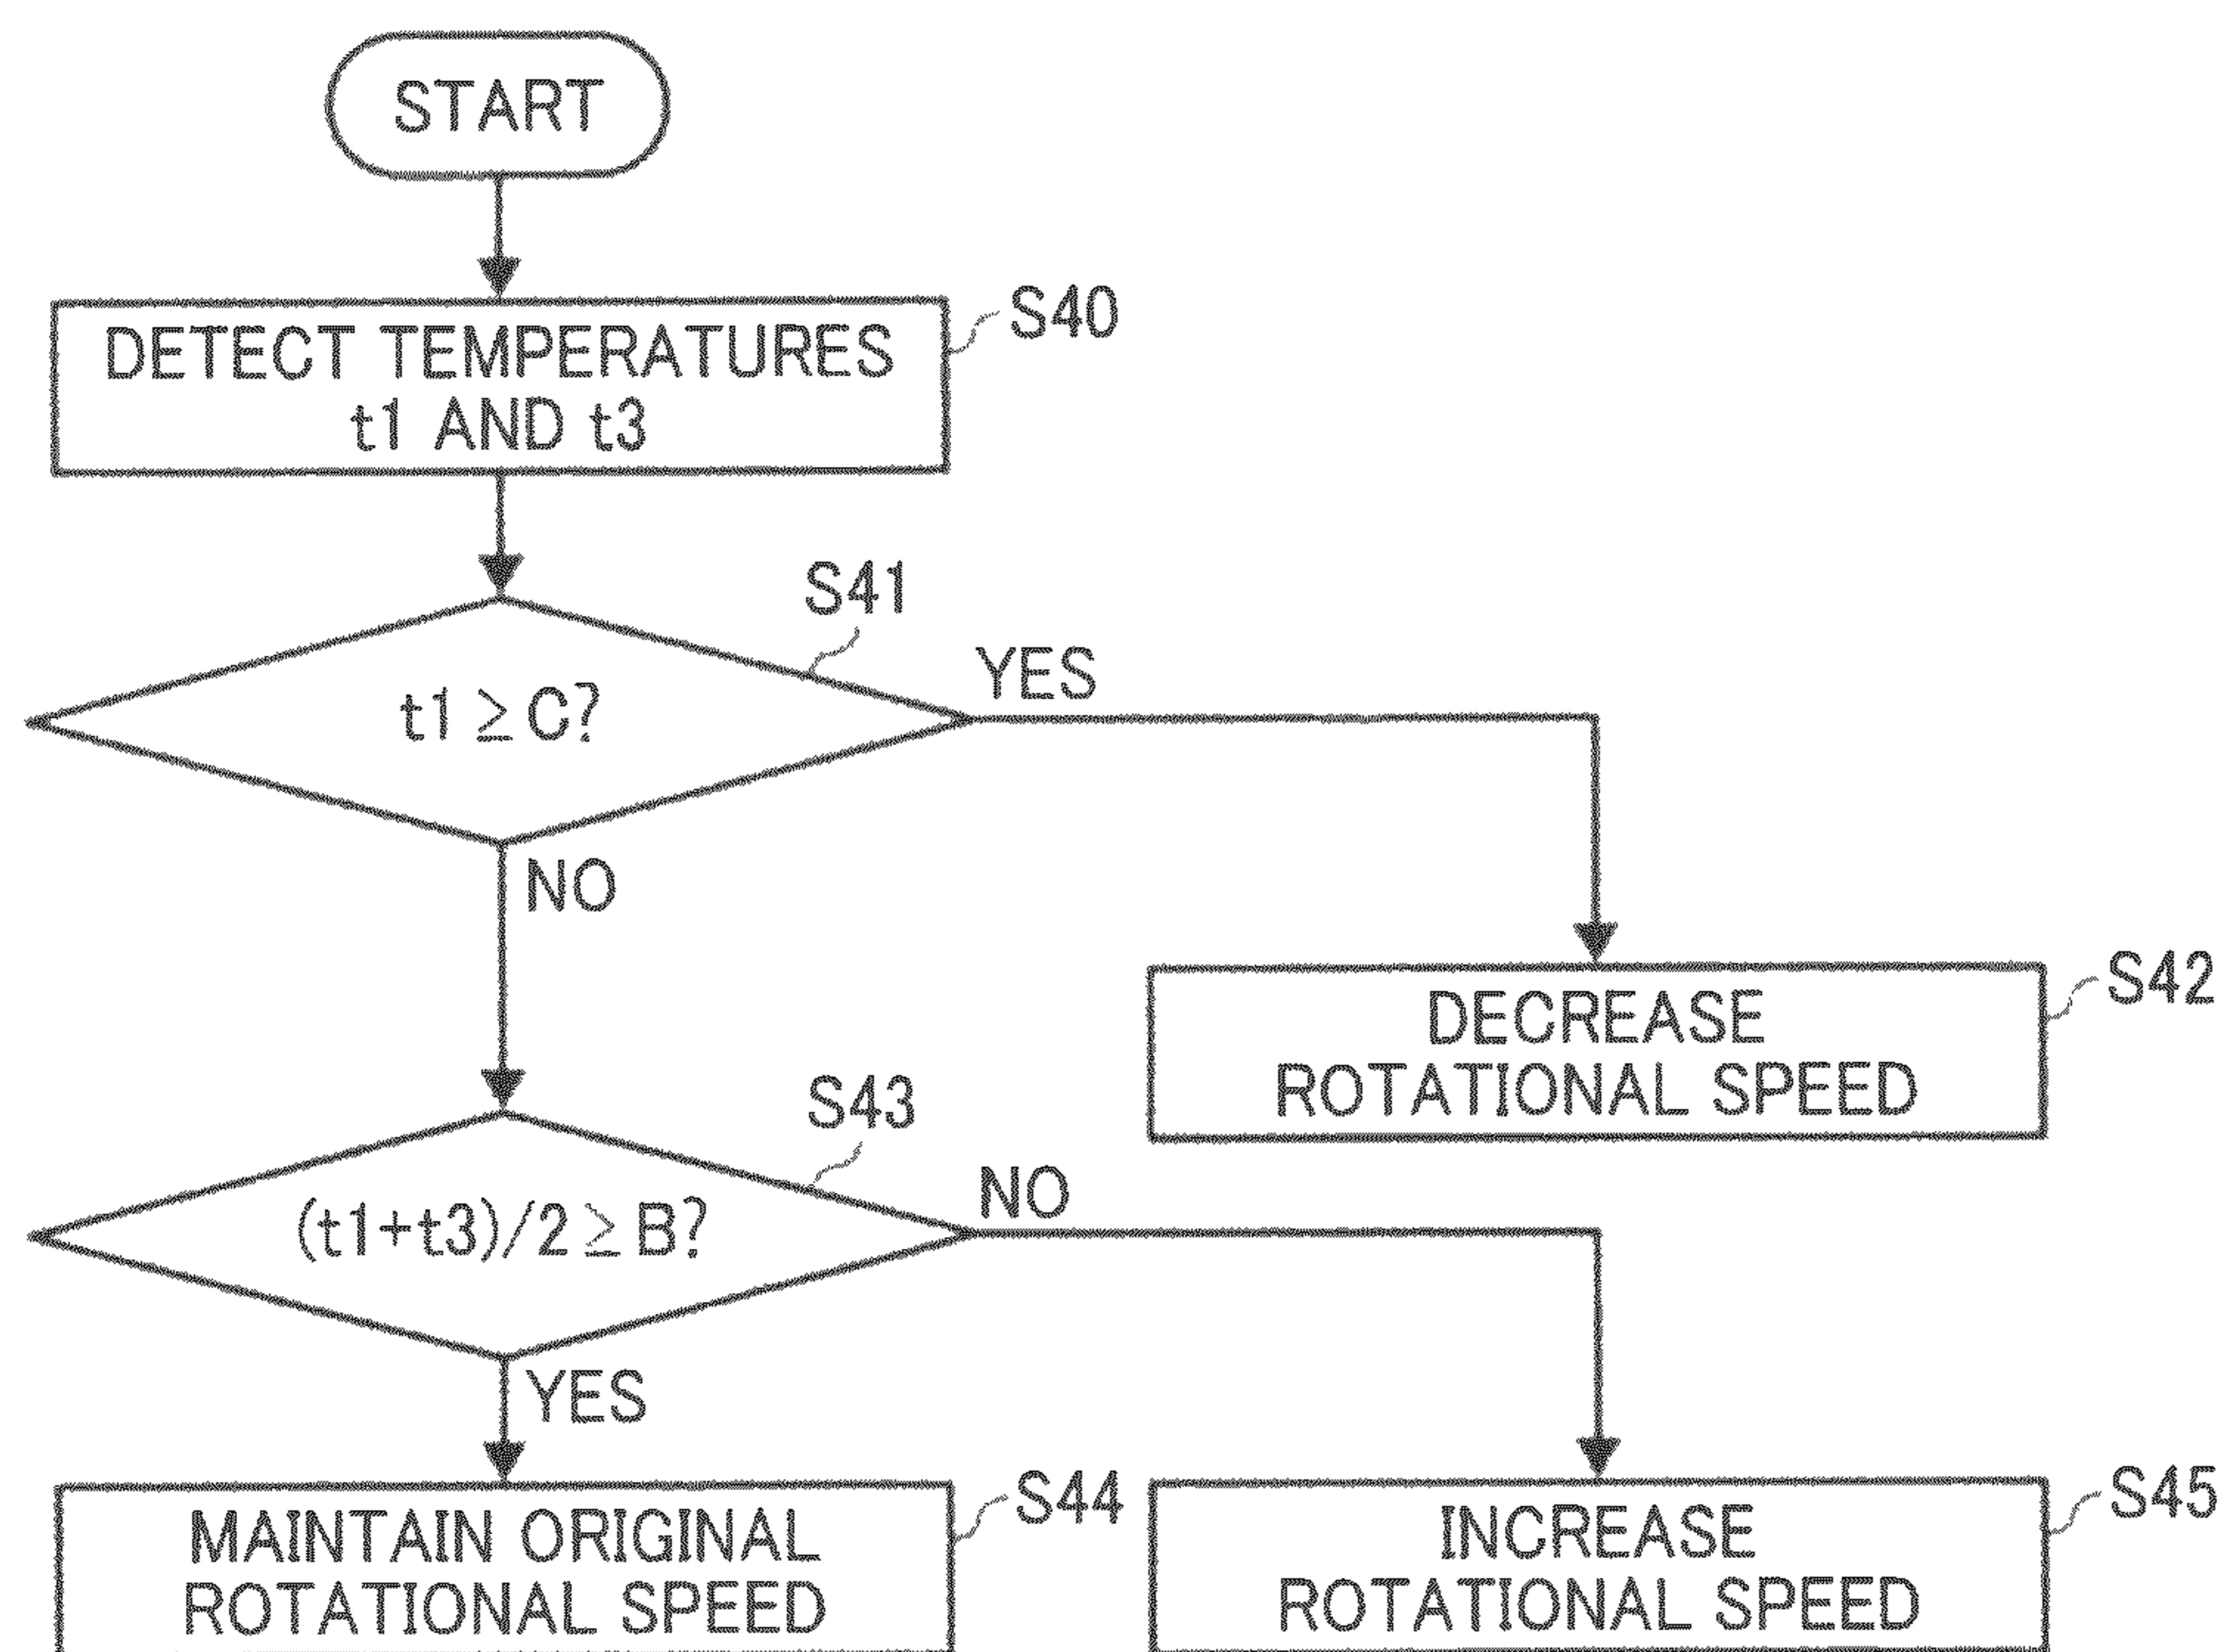 START
DETECT TEMPERATURES
t1 AND t3
S40
S41
t1 ≥ C?
YES
NO
DECREASE
ROTATIONAL SPEED
S42
S43
(t1+t3)/2 ≥ B?
NO
YES
MAINTAIN ORIGINAL
ROTATIONAL SPEED
S44
INCREASE
ROTATIONAL SPEED
S45